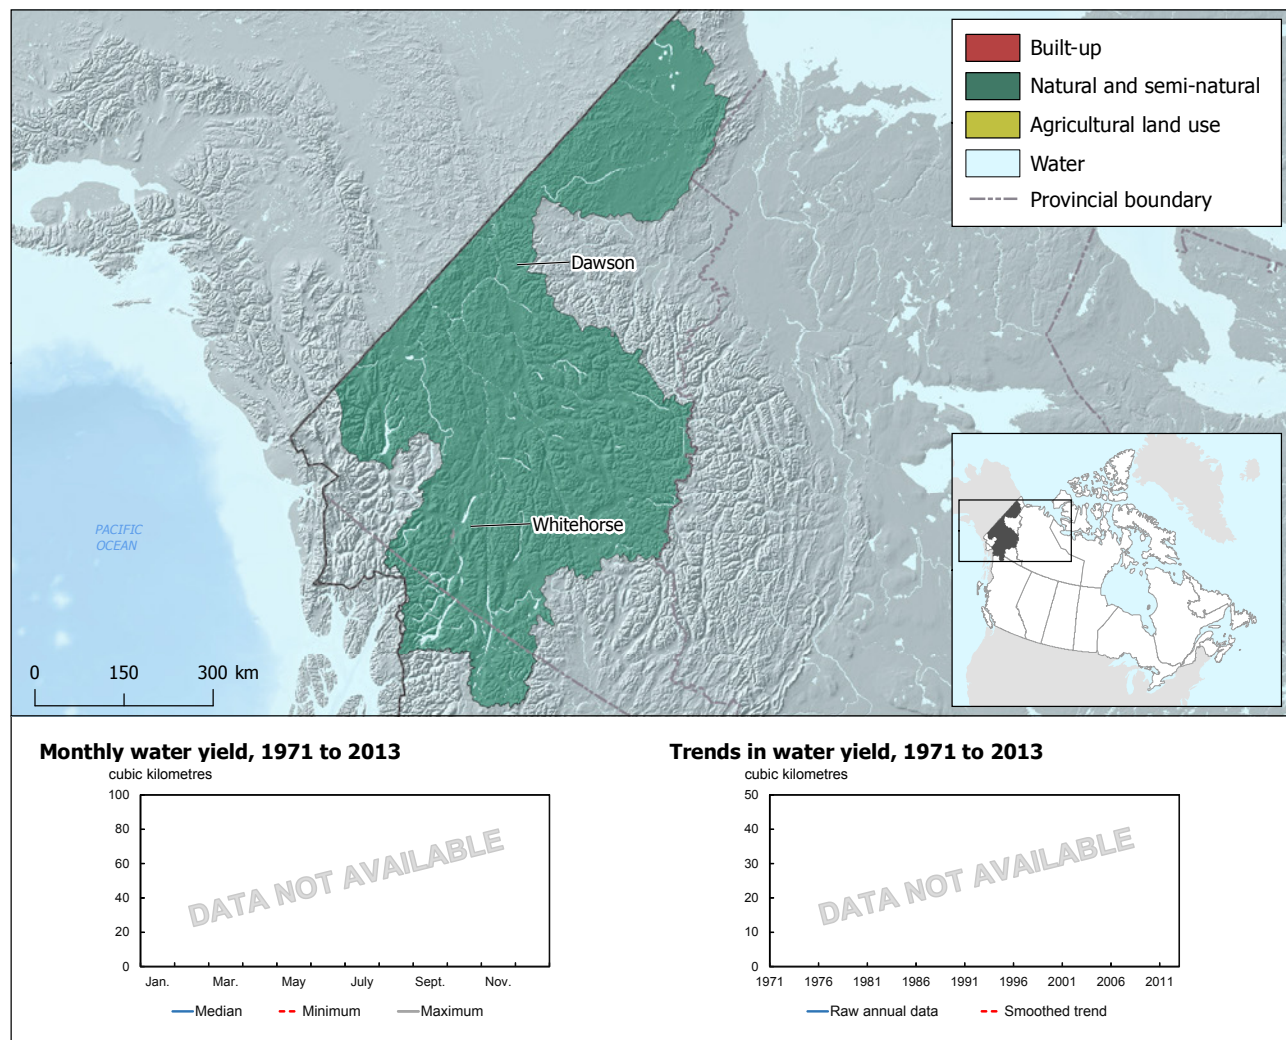 Built-up
Natural and semi-natural
Agricultural land use
Water
Provincial boundary
Dawson
Whitehorse
PACIFIC
OCEAN
0 150 300 km
Monthly water yield, 1971 to 2013
cubic kilometres
100
80
60
40
20
0
DATA NOT AVAILABLE
Jan. Mar. May July Sept. Nov.
Median Minimum Maximum
Trends in water yield, 1971 to 2013
cubic kilometres
50
40
30
20
10
0
DATA NOT AVAILABLE
1971 1976 1981 1986 1991 1996 2001 2006 2011
Raw annual data Smoothed trend